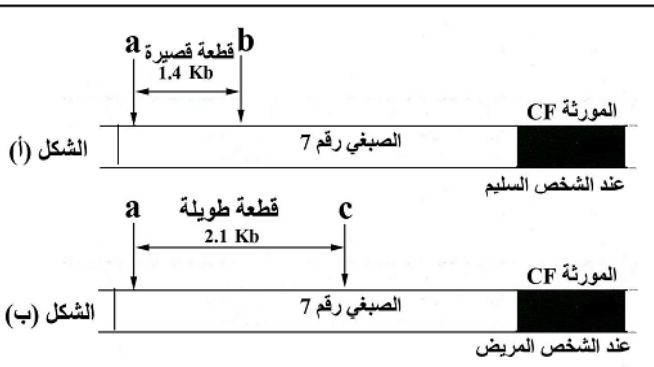 a قطعة قصيرة b
1.4 Kb
المورثة CF
الشكل (أ)
الصبغي رقم 7
عند الشخص السليم
a قطعة طويلة c
2.1 Kb
المورثة CF
الشكل (ب)
الصبغي رقم 7
عند الشخص المريض